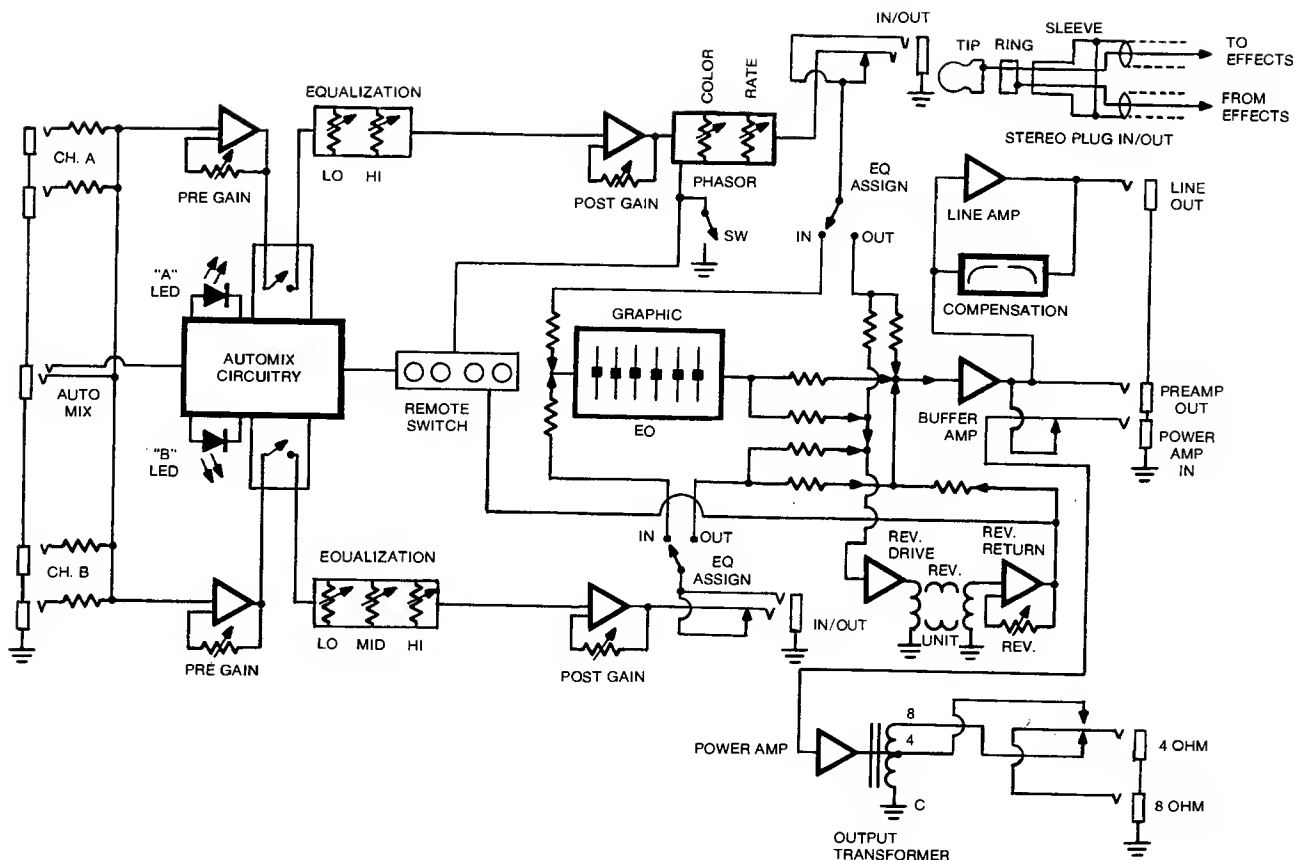 IN/OUT
TIP
RING
SLEEVE
TO
EFFECTS
FROM
EFFECTS
STEREO PLUG IN/OUT
EQUALIZATION
LO
HI
COLOR
RATE
PHASOR
CH. A
PRE GAIN
POST GAIN
SW
EQ
ASSIGN
IN
OUT
LINE AMP
LINE
OUT
COMPENSATION
"A"
LED
AUTOMIX
CIRCUITRY
AUTO
MIX
"B"
LED
REMOTE
SWITCH
GRAPHIC
EO
BUFFER
AMP
PREAMP
OUT
POWER
AMP
IN
CH. B
PRE GAIN
EQUALIZATION
LO
MID
HI
POST GAIN
IN
OUT
EQ
ASSIGN
IN/OUT
REV.
DRIVE
REV.
UNIT
REV.
RETURN
REV.
POWER AMP
8
4
C
OUTPUT
TRANSFORMER
4 OHM
8 OHM